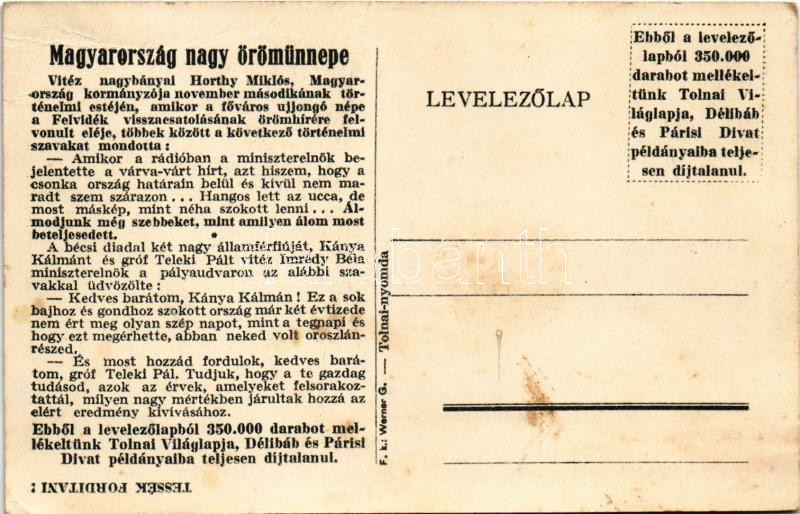 Magyarország nagy örömünnepe
Vitéz nagybányai Horthy Miklós, Magyar-
ország kormányzója november másodikának tör-
ténelmi estéjén, amikor a főváros ujjongó népe
a Felvidék visszacsatolásának örömhírére fel-
vonult eléje, többek között a következő történelmi
szavakat mondotta :
— Amikor a rádióban a miniszterelnök be-
jelentette a várva-várt hírt, azt hiszem, hogy a
csonka ország határain belül és kívül nem ma-
radt szem szárazon . . . Hangos lett az ucca, de
most máskép, mint néha szokott lenni . . . Ál-
modjunk még szebbeket, mint amilyen álom most
beteljesedett. *
A bécsi diadal két nagy államférfiúját, Kánya
Kálmánt és gróf Teleki Pált vitéz Imrédy Béla
miniszterelnök a pályaudvaron az alábbi sza-
vakkal üdvözölte :
— Kedves barátom, Kánya Kálmán ! Ez a sok
bajhoz és gondhoz szokott ország már két évtizede
nem ért meg olyan szép napot, mint a tegnapi és
hogy ezt megérhette, abban neked volt oroszlán-
részed.
— És most hozzád fordulok, kedves bará-
tom, gróf Teleki Pál. Tudjuk, hogy a te gazdag
tudásod, azok az érvek, amelyeket felsorakoz-
tattál, milyen nagy mértékben járultak hozzá az
elért eredmény kivívásához.
Ebből a levelezőlapból 350.000 darabot mel-
lékeltünk Tolnai Világlapja, Délibáb és Párisi
Divat példányaiba teljesen díjtalanul.
TESSÉK FORDITANI :
F. k.: Werner G. — Tolnai-nyomda
LEVELEZŐLAP
Ebből a levelező-
lapból 350.000
darabot mellékel-
tünk Tolnai Vi-
láglapja, Délibáb
és Párisi Divat
példányaiba telje-
sen díjtalanul.